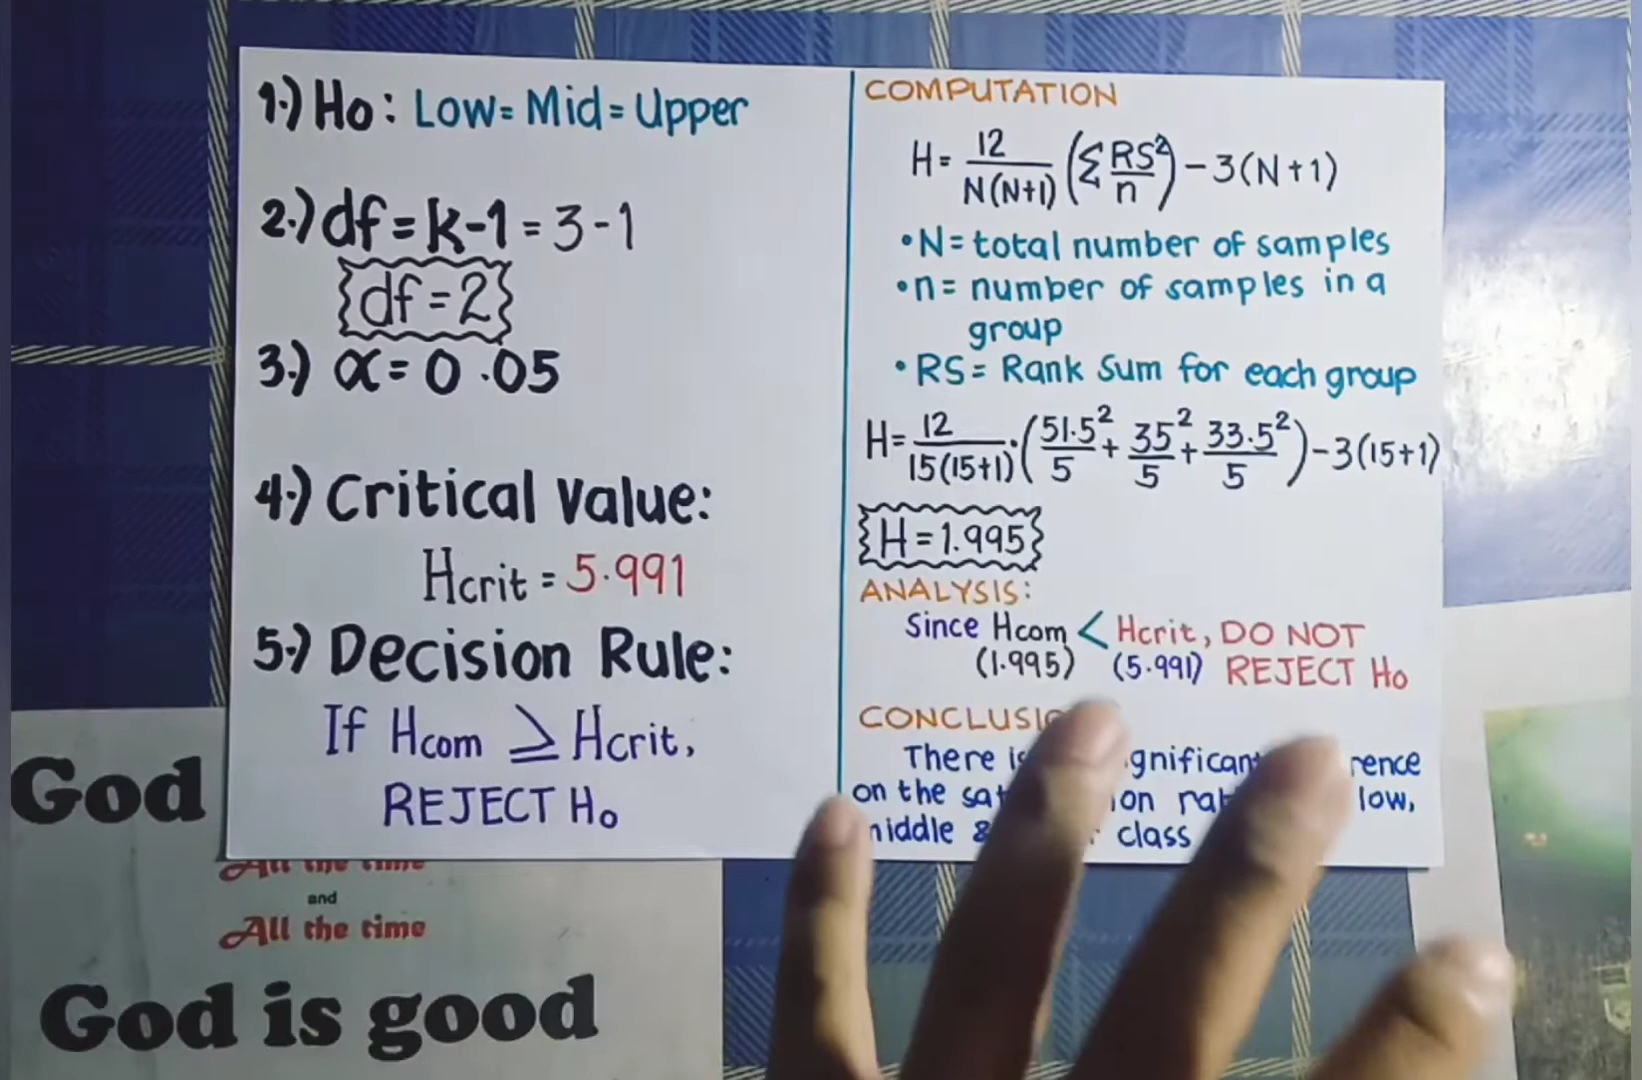 1.) Ho: Low = Mid = Upper
2.) df = k-1 = 3-1
df = 2
3.) α = 0.05
4.) Critical Value:
Hcrit = 5.991
5.) Decision Rule:
If Hcom ≥ Hcrit,
REJECT Ho
COMPUTATION
H = 12/N(N+1) (Σ RS²/n) - 3(N+1)
• N = total number of samples
• n = number of samples in a
group
• RS = Rank Sum for each group
H = 12/15(15+1) · (51.5²/5 + 35²/5 + 33.5²/5) - 3(15+1)
H = 1.995
ANALYSIS:
Since Hcom < Hcrit, DO NOT
(1.995) (5.991) REJECT Ho
There
on the low,
class
God
All the time
and
All the time
God is good